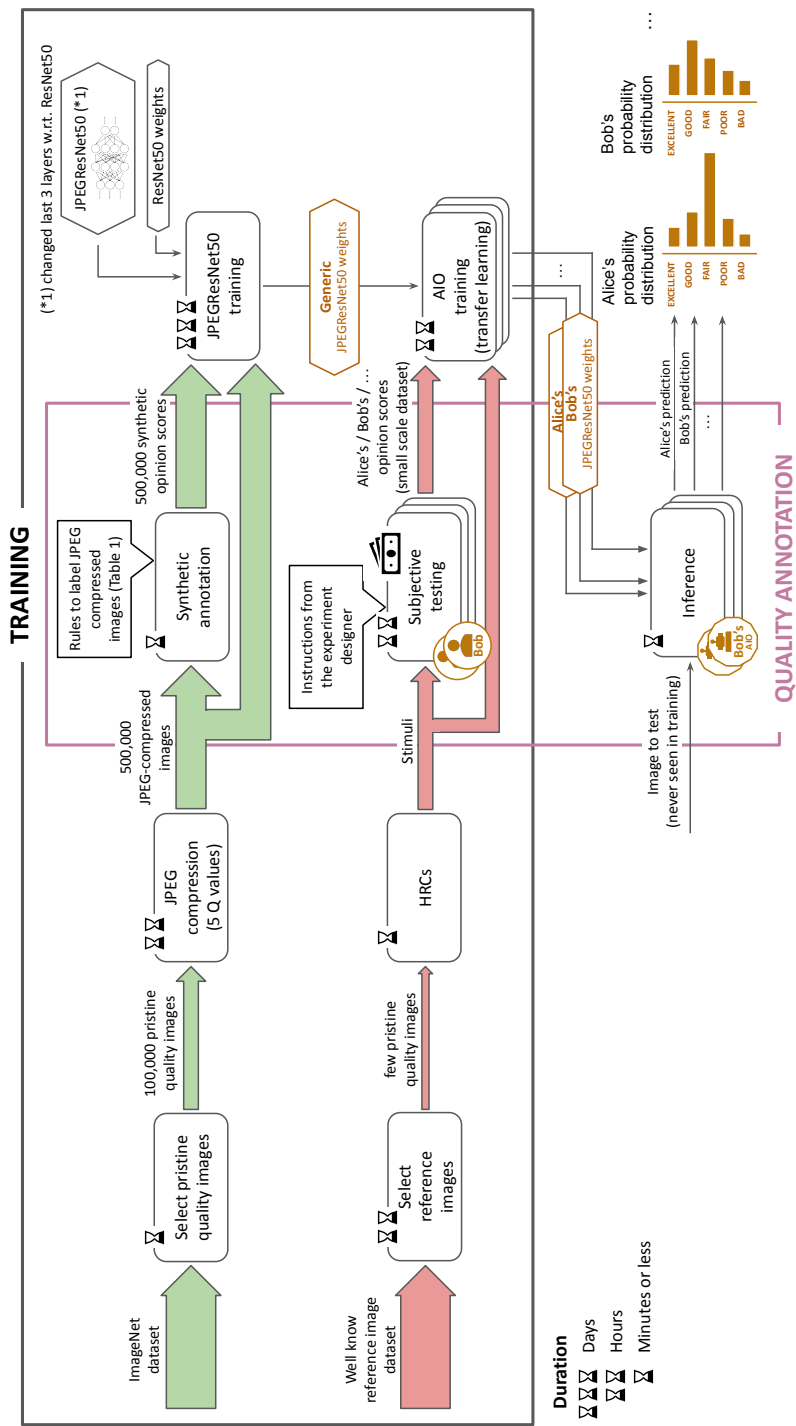 TRAINING
(*1) changed last 3 layers w.r.t. ResNet50
JPEGResNet50 (*1)
ResNet50 weights
ImageNet
dataset
Select pristine
quality images
100,000 pristine
quality images
JPEG
compression
(5 Q values)
500,000
JPEG-compressed
images
Rules to label JPEG
compressed
images (Table 1)
Synthetic
annotation
500,000 synthetic
opinion scores
JPEGResNet50
training
Generic
JPEGResNet50 weights
Well know
reference image
dataset
Select
reference
images
few pristine
quality images
HRCs
Stimuli
Instructions from
the experiment
designer
Subjective
testing
Bob
Alice's / Bob's / ...
opinion scores
(small scale dataset)
AIO
training
(transfer learning)
...
Alice's
Bob's
JPEGResNet50 weights
Duration
Days
Hours
Minutes or less
Image to test
(never seen in training)
Inference
Bob's
AIO
Alice's prediction
Bob's prediction
...
Alice's
probability
distribution
EXCELLENT
GOOD
FAIR
POOR
BAD
Bob's
probability
distribution
EXCELLENT
GOOD
FAIR
POOR
BAD
...
QUALITY ANNOTATION